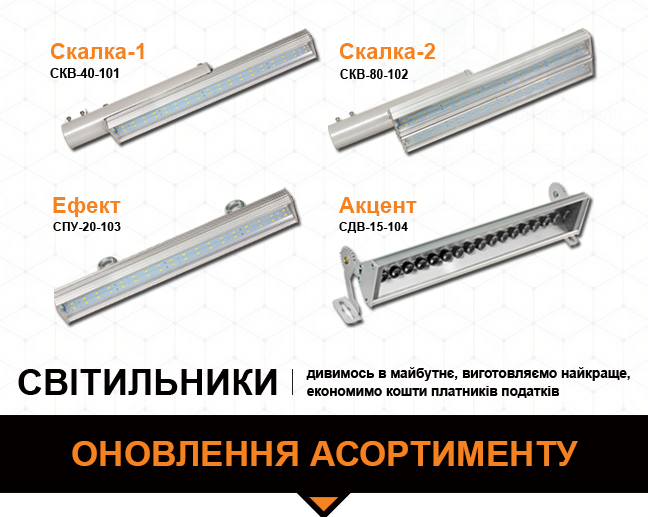 Скалка-1
СКВ-40-101
Скалка-2
СКВ-80-102
Ефект
СПУ-20-103
Акцент
СДВ-15-104
СВІТИЛЬНИКИ
дивимось в майбутнє, виготовляємо найкраще,
економимо кошти платників податків
ОНОВЛЕННЯ АСОРТИМЕНТУ